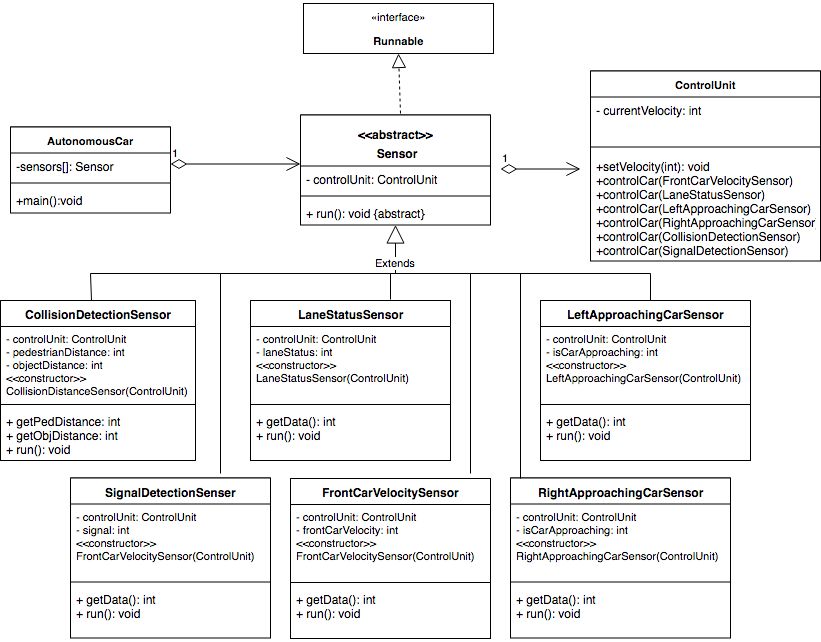 «interface»
Runnable
AutonomousCar
-sensors[]: Sensor
+main():void
1
<<abstract>>
Sensor
- controlUnit: ControlUnit
+ run(): void {abstract}
1
ControlUnit
- currentVelocity: int
+setVelocity(int): void
+controlCar(FrontCarVelocitySensor)
+controlCar(LaneStatusSensor)
+controlCar(LeftApproachingCarSensor)
+controlCar(RightApproachingCarSensor
+controlCar(CollisionDetectionSensor)
+controlCar(SignalDetectionSensor)
Extends
CollisionDetectionSensor
- controlUnit: ControlUnit
- pedestrianDistance: int
- objectDistance: int
<<constructor>>
CollisionDistanceSensor(ControlUnit)
+ getPedDistance: int
+ getObjDistance: int
+ run(): void
LaneStatusSensor
- controlUnit: ControlUnit
- laneStatus: int
<<constructor>>
LaneStatusSensor(ControlUnit)
+ getData(): int
+ run(): void
LeftApproachingCarSensor
- controlUnit: ControlUnit
- isCarApproaching: int
<<constructor>>
LeftApproachingCarSensor(ControlUnit)
+ getData(): int
+ run(): void
SignalDetectionSenser
- controlUnit: ControlUnit
- signal: int
<<constructor>>
FrontCarVelocitySensor(ControlUnit)
+ getData(): int
+ run(): void
FrontCarVelocitySensor
- controlUnit: ControlUnit
- frontCarVelocity: int
<<constructor>>
FrontCarVelocitySensor(ControlUnit)
+ getData(): int
+ run(): void
RightApproachingCarSensor
- controlUnit: ControlUnit
- isCarApproaching: int
<<constructor>>
RightApproachingCarSensor(ControlUnit)
+ getData(): int
+ run(): void